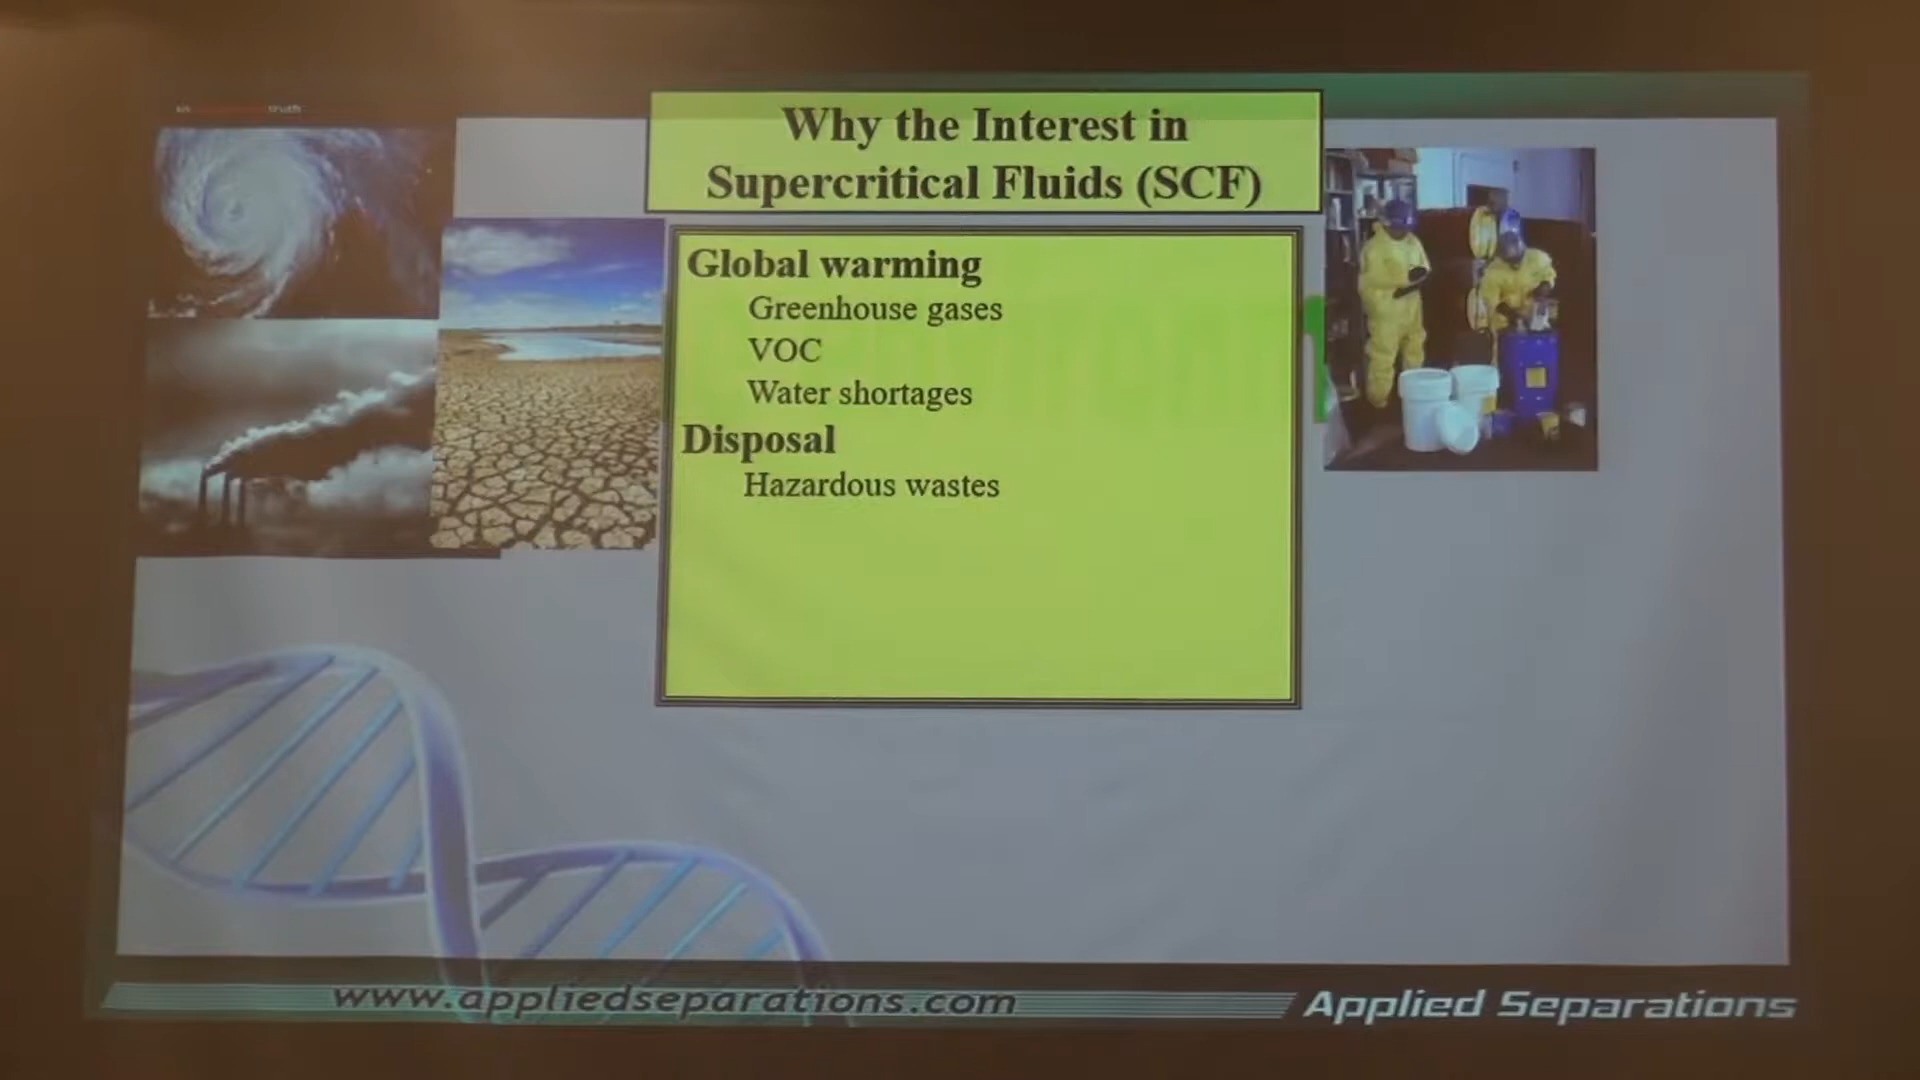 Why the Interest in
Supercritical Fluids (SCF)
Global warming
Greenhouse gases
VOC
Water shortages
Disposal
Hazardous wastes
www.appliedseparations.com
Applied Separations